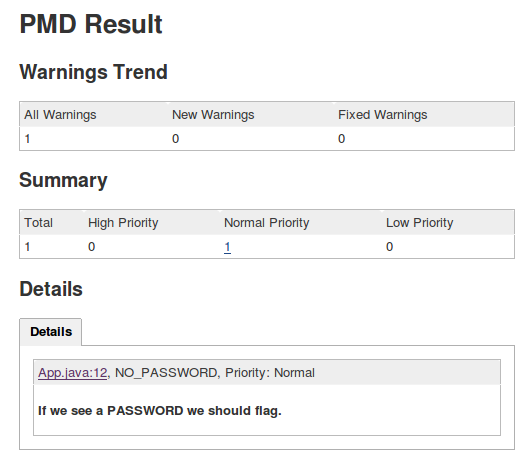 PMD Result
Warnings Trend
All Warnings New Warnings Fixed Warnings
1 0 0
Summary
Total High Priority Normal Priority Low Priority
1 0 1 0
Details
Details
App.java:12, NO_PASSWORD, Priority: Normal
If we see a PASSWORD we should flag.